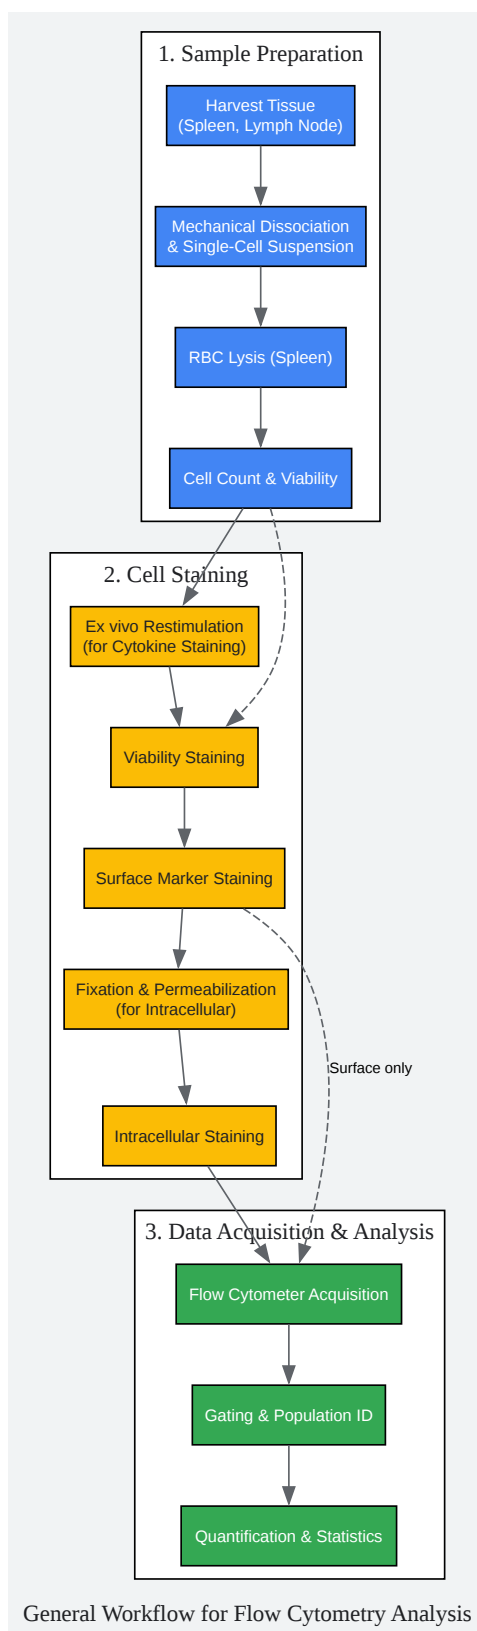 1. Sample Preparation
Harvest Tissue
(Spleen, Lymph Node)
Mechanical Dissociation
& Single-Cell Suspension
RBC Lysis (Spleen)
Cell Count & Viability
2. Cell Staining
Ex vivo Restimulation
(for Cytokine Staining)
Viability Staining
Surface Marker Staining
Fixation & Permeabilization
(for Intracellular)
Surface only
Intracellular Staining
3. Data Acquisition & Analysis
Flow Cytometer Acquisition
Gating & Population ID
Quantification & Statistics
General Workflow for Flow Cytometry Analysis